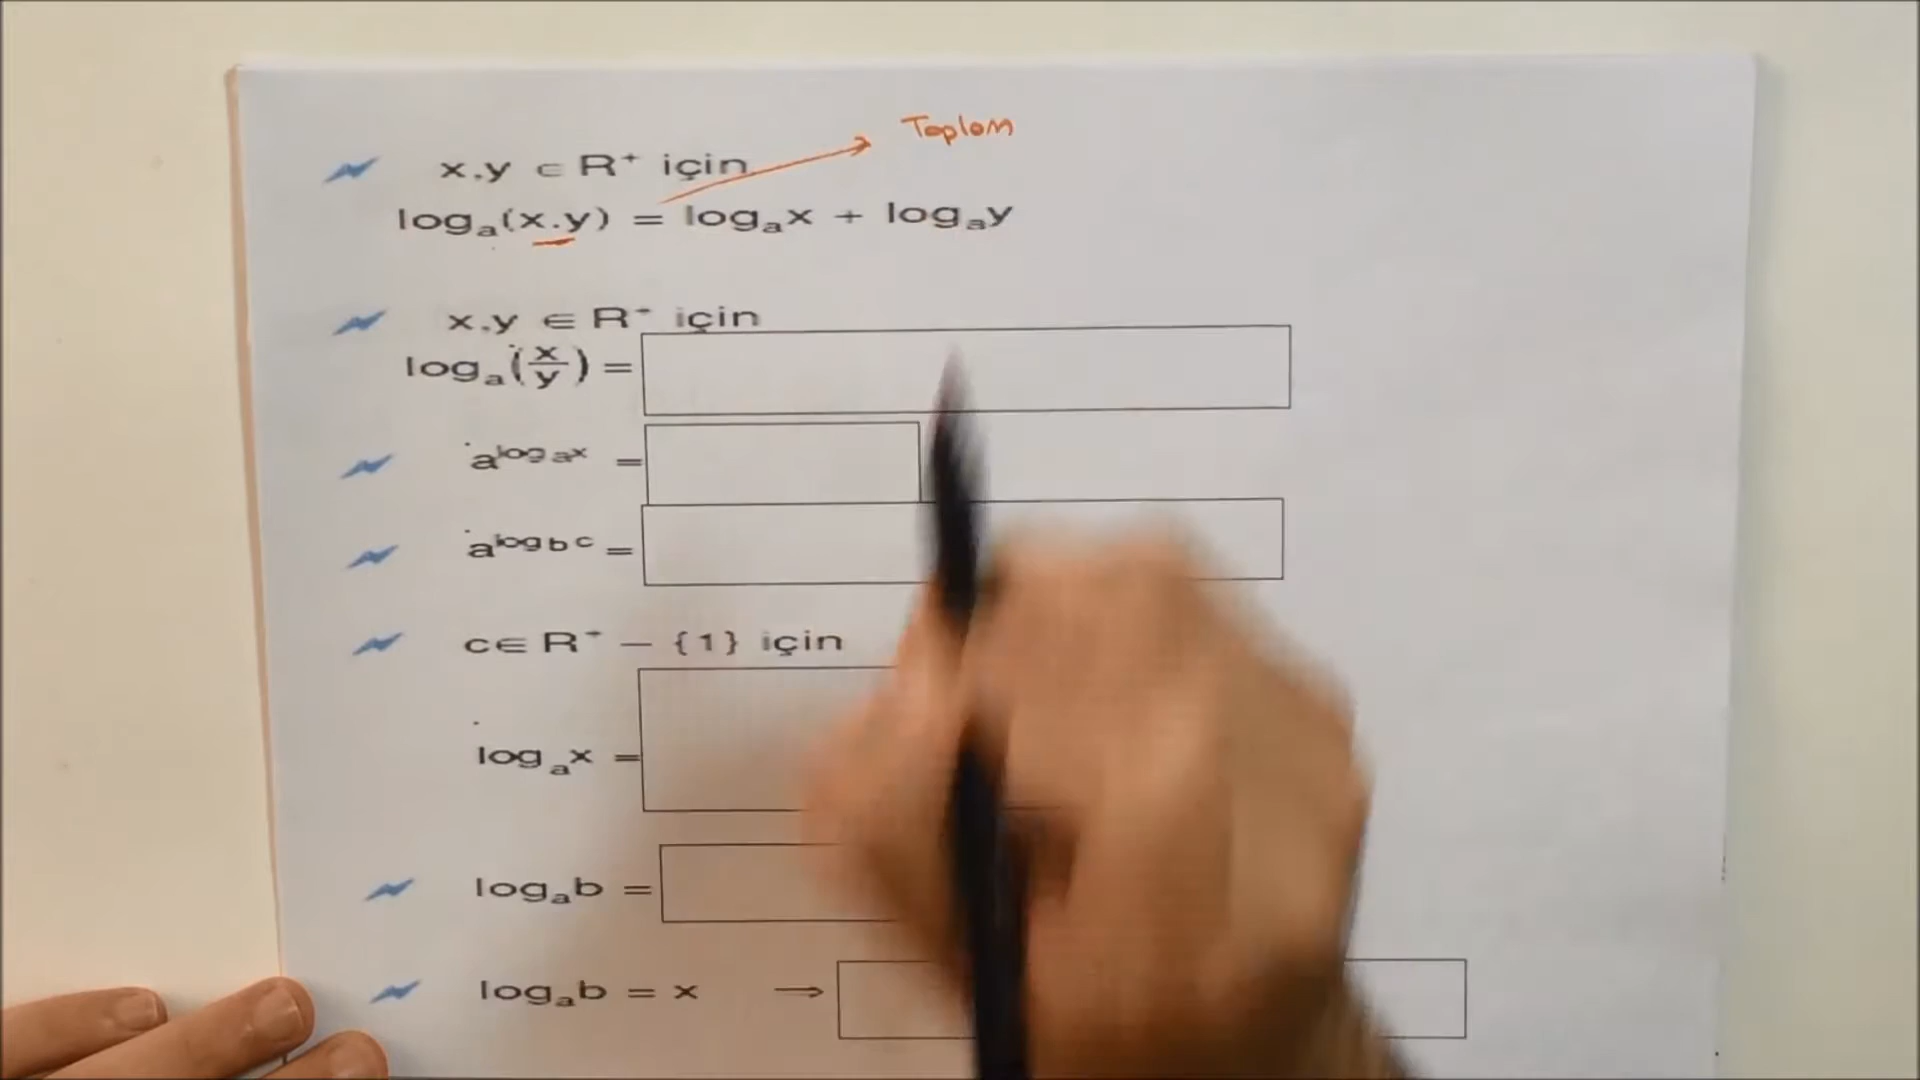 Toplam
x,y ∈ R⁺ için
logₐ(x.y) = logₐx + logₐy
x,y ∈ R⁺ için
logₐ(x/y) =
a^(logₐx) =
a^(log_b c) =
c∈ R⁺ – {1} için
logₐx =
logₐb =
logₐb = x ⟶